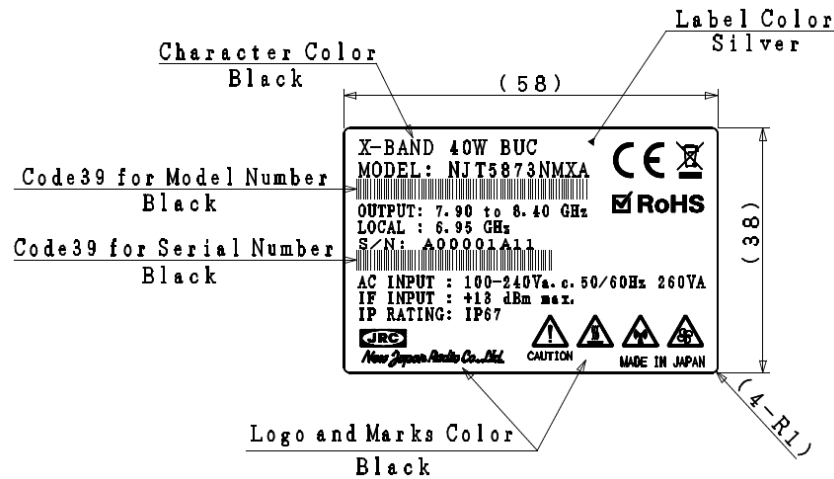 Label Color
Silver
Character Color
Black
(58)
X-BAND 40W BUC
MODEL: NJT5873NMXA
CE
Code39 for Model Number
Black
OUTPUT: 7.90 to 8.40 GHz
RoHS
LOCAL : 6.95 GHz
S/N: A00001A11
(38)
Code39 for Serial Number
Black
AC INPUT : 100-240Va.c.50/60Hz 260VA
IF INPUT : +13 dBm max.
IP RATING: IP67
JRC
New Japan Radio Co.,Ltd.
CAUTION
MADE IN JAPAN
(4-R1)
Logo and Marks Color
Black